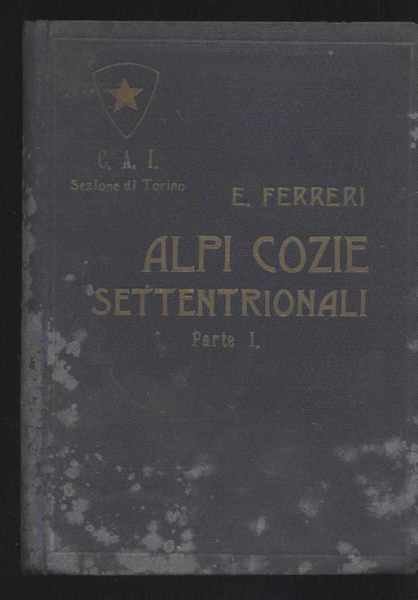 C. A. I.
Sezione di Torino
E. FERRERI
ALPI COZIE
SETTENTRIONALI
Parte I.